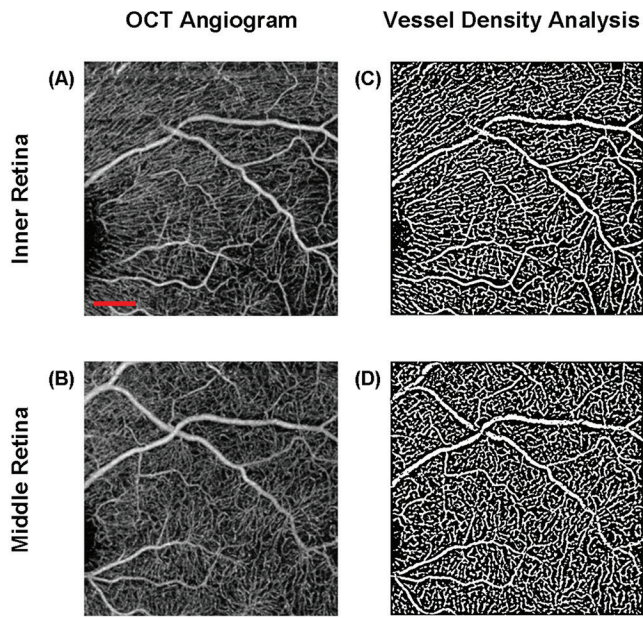 OCT Angiogram
Vessel Density Analysis
Inner Retina
(A)
(C)
Middle Retina
(B)
(D)